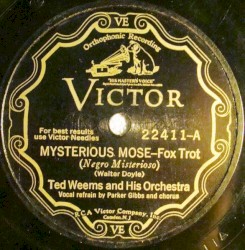 VE
Orthophonic Recording
"HIS MASTER'S VOICE"
VICTOR
For best results
use Victor Needles
22411-A
MYSTERIOUS MOSE—Fox Trot
(Negro Misterioso)
(Walter Doyle)
Ted Weems and His Orchestra
Vocal refrain by Parker Gibbs and chorus
VE
R.C.A Victor Company, Inc.
Camden, N.J.